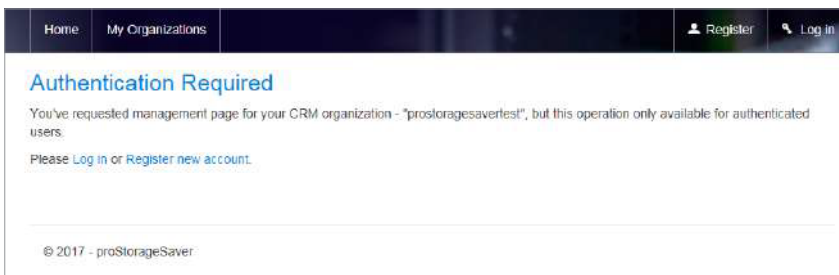 Home My Organizations Register Log in
Authentication Required
You've requested management page for your CRM organization - "prostoragesavertest", but this operation only available for authenticated
users.
Please Log in or Register new account.
© 2017 - proStorageSaver